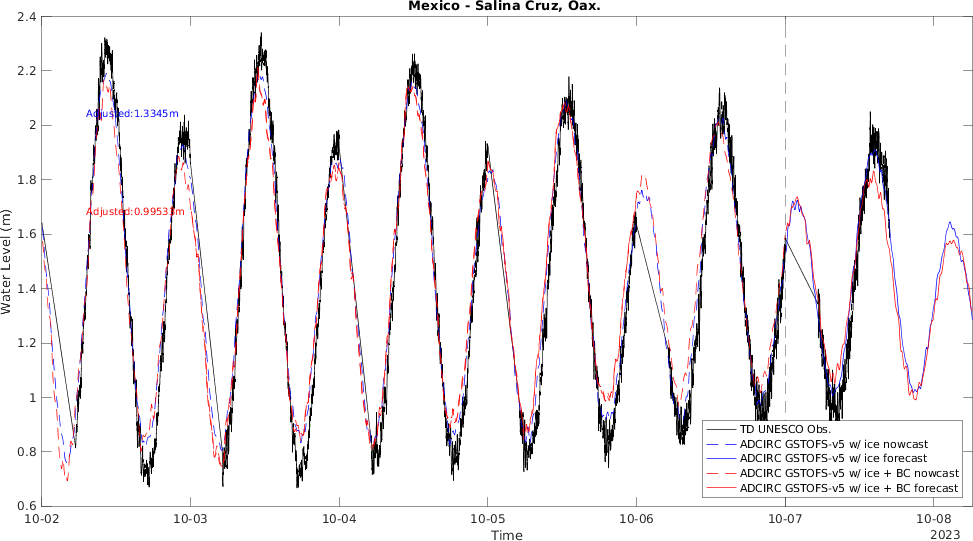 Mexico - Salina Cruz, Oax.
2.4
2.2
2
1.8
1.6
1.4
1.2
1
0.8
0.6
Water Level (m)
Adjusted:1.3345m
Adjusted:0.99533m
TD UNESCO Obs.
ADCIRC GSTOFS-v5 w/ ice nowcast
ADCIRC GSTOFS-v5 w/ ice forecast
ADCIRC GSTOFS-v5 w/ ice + BC nowcast
ADCIRC GSTOFS-v5 w/ ice + BC forecast
10-02 10-03 10-04 10-05 10-06 10-07 10-08
Time
2023